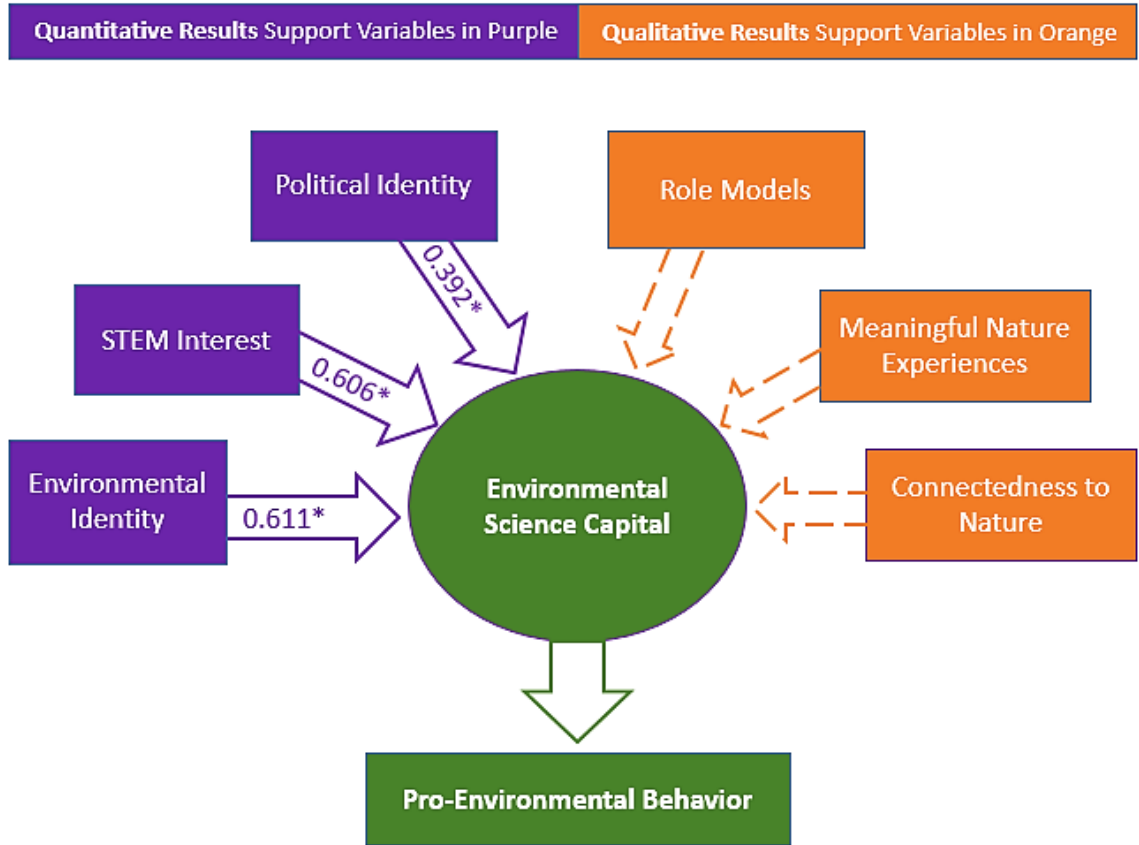 Quantitative Results Support Variables in Purple
Qualitative Results Support Variables in Orange
Political Identity
Role Models
0.392*
STEM Interest
0.606*
Meaningful Nature
Experiences
Environmental
Identity
0.611*
Environmental
Science Capital
Connectedness to
Nature
Pro-Environmental Behavior